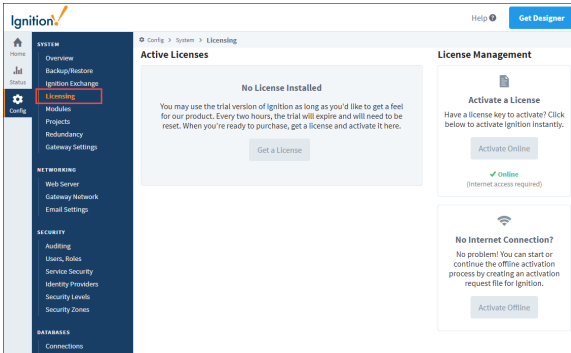 Ignition!
Help
Get Designer
Home
Status
Config
SYSTEM
Overview
Backup/Restore
Ignition Exchange
Licensing
Modules
Projects
Redundancy
Gateway Settings
NETWORKING
Web Server
Gateway Network
Email Settings
SECURITY
Auditing
Users, Roles
Service Security
Identity Providers
Security Levels
Security Zones
DATABASES
Connections
Config > System > Licensing
Active Licenses
No License Installed
You may use the trial version of Ignition as long as you'd like to get a feel
for our product. Every two hours, the trial will expire and will need to be
reset. When you're ready to purchase, get a license and activate it here.
Get a License
License Management
Activate a License
Have a license key to activate? Click
below to activate Ignition instantly.
Activate Online
✔ Online
(Internet access required)
No Internet Connection?
No problem! You can start or
continue the offline activation
process by creating an activation
request file for Ignition.
Activate Offline